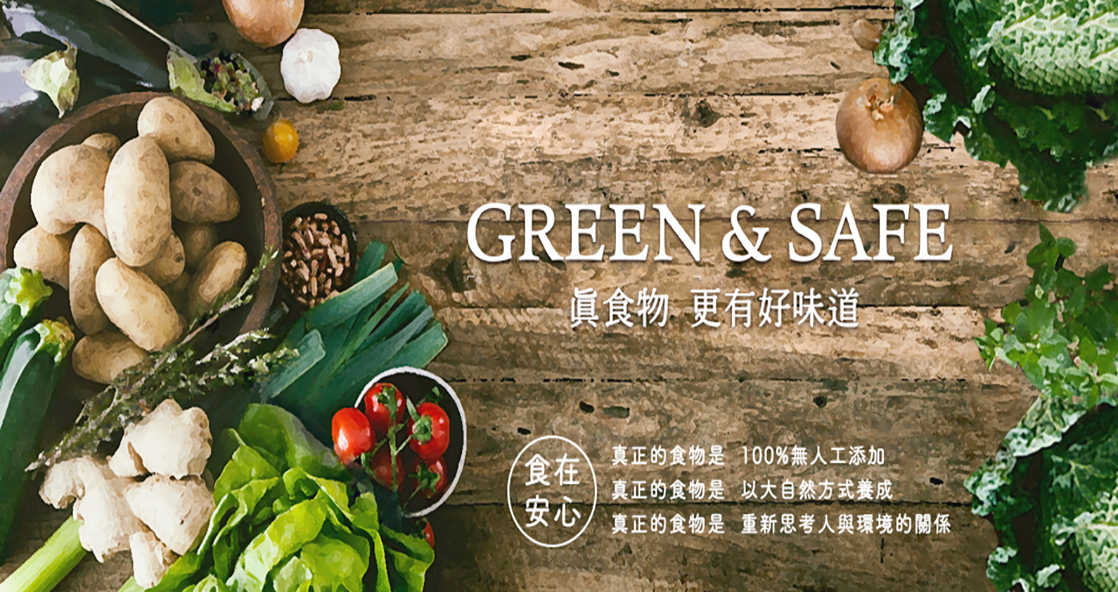 GREEN & SAFE
眞食物 更有好味道
食在
安心
真正的食物是 100%無人工添加
真正的食物是 以大自然方式養成
真正的食物是 重新思考人與環境的關係